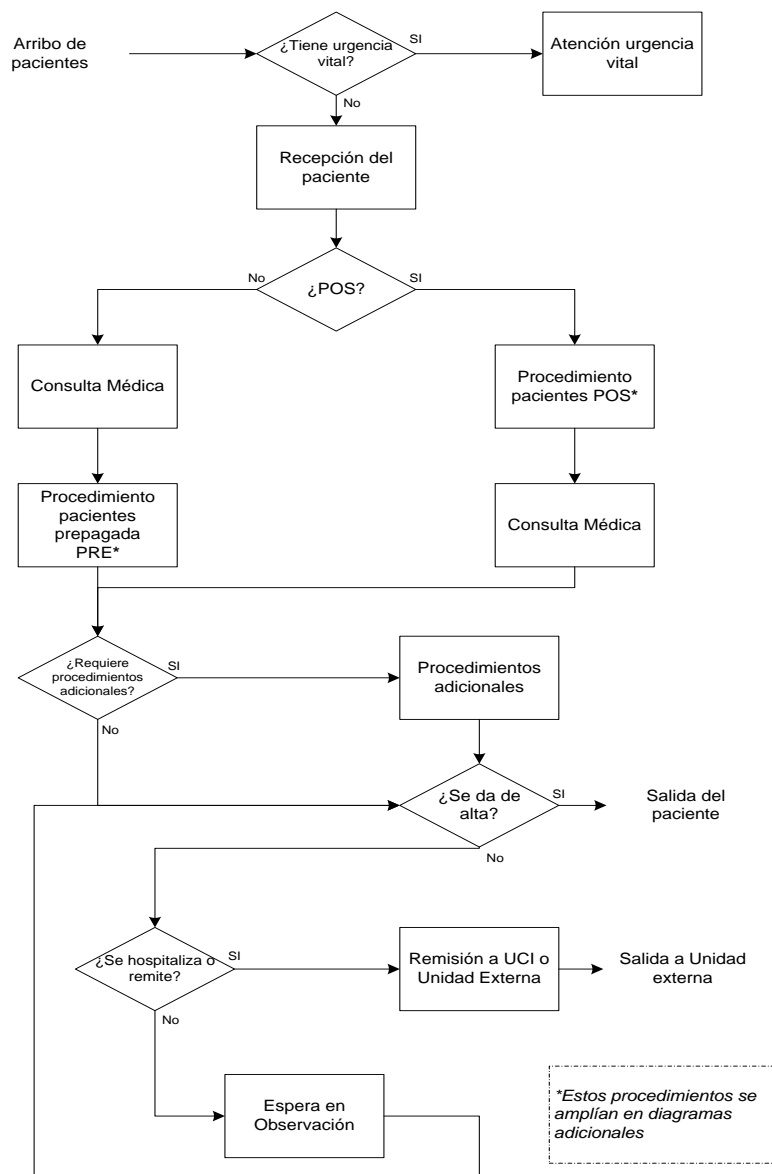 Arribo de
pacientes
¿Tiene urgencia
vital?
SI
Atención urgencia
vital
No
Recepción del
paciente
No
¿POS?
SI
Consulta Médica
Procedimiento
pacientes POS*
Procedimiento
pacientes
prepagada
PRE*
Consulta Médica
¿Requiere
procedimientos
adicionales?
SI
Procedimientos
adicionales
No
¿Se da de
alta?
SI
Salida del
paciente
No
¿Se hospitaliza o
remite?
SI
Remisión a UCI o
Unidad Externa
Salida a Unidad
externa
No
Espera en
Observación
*Estos procedimientos se
amplían en diagramas
adicionales